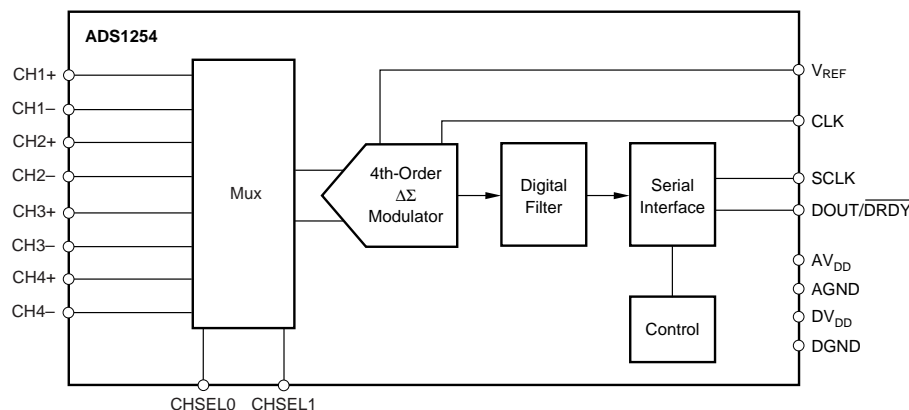 ADS1254
CH1+
CH1–
CH2+
CH2–
CH3+
CH3–
CH4+
CH4–
Mux
CHSEL0
CHSEL1
4th-Order
ΔΣ
Modulator
Digital
Filter
Serial
Interface
Control
VREF
CLK
SCLK
DOUT/DRDY
AVDD
AGND
DVDD
DGND